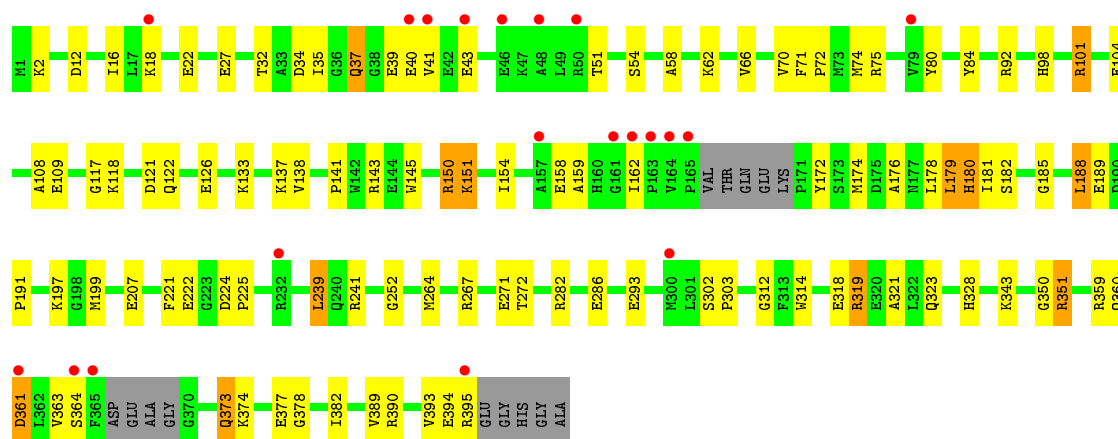 M1 K2 D12 I16 L17 K18 E22 E27 T32 A33 D34 I35 G36 Q37 G38 E39 E40 V41 E42 E43 E46 K47 A48 L49 R50 T51 S54 A58 K62 V66 V70 F71 P72 M73 M74 R75 V79 Y80 Y84 R92 H98 R101
A108 E109 G117 K118 D121 Q122 E126 K133 K137 V138 P141 W142 R143 E144 W145 R150 K151 I154 A157 E158 A159 H160 G161 I162 P163 V164 P165 VAL THR GLN GLU LYS P171 Y172 S173 M174 D175 A176 N177 L178 L179 H180 I181 S182 G185 L188 E189
P191 K197 G198 M199 E207 F221 E222 G223 D224 P225 R232 L239 Q240 R241 G252 M264 R267 E271 T272 R282 E286 E293 M300 L301 S302 P303 G312 F313 W314 E318 R319 E320 A321 L322 Q323 H328 K343 G350 R351 R359
D361 L362 V363 S364 F365 ASP GLU ALA GLY G370 Q373 K374 E377 G378 I382 V389 R390 V393 E394 R395 GLU GLY HIS GLY ALA